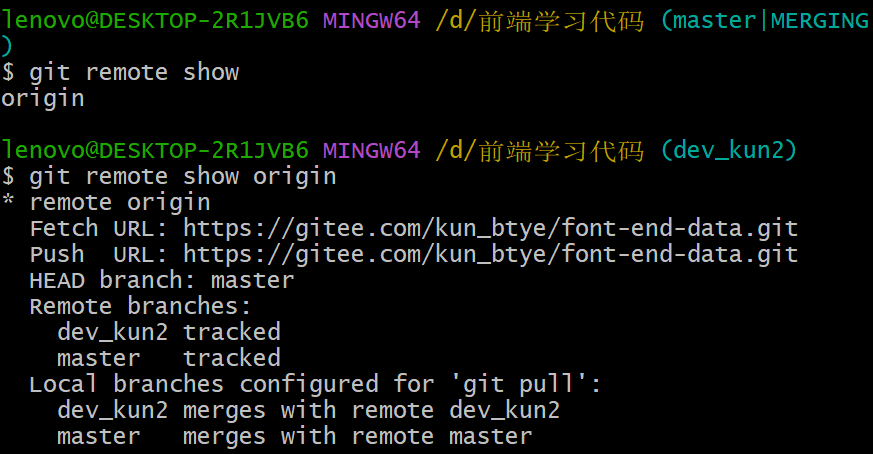 lenovo@DESKTOP-2R1JVB6 MINGW64 /d/前端学习代码 (master|MERGING
)
$ git remote show
origin
lenovo@DESKTOP-2R1JVB6 MINGW64 /d/前端学习代码 (dev_kun2)
$ git remote show origin
* remote origin
  Fetch URL: https://gitee.com/kun_btye/font-end-data.git
  Push  URL: https://gitee.com/kun_btye/font-end-data.git
  HEAD branch: master
  Remote branches:
    dev_kun2 tracked
    master   tracked
  Local branches configured for 'git pull':
    dev_kun2 merges with remote dev_kun2
    master   merges with remote master